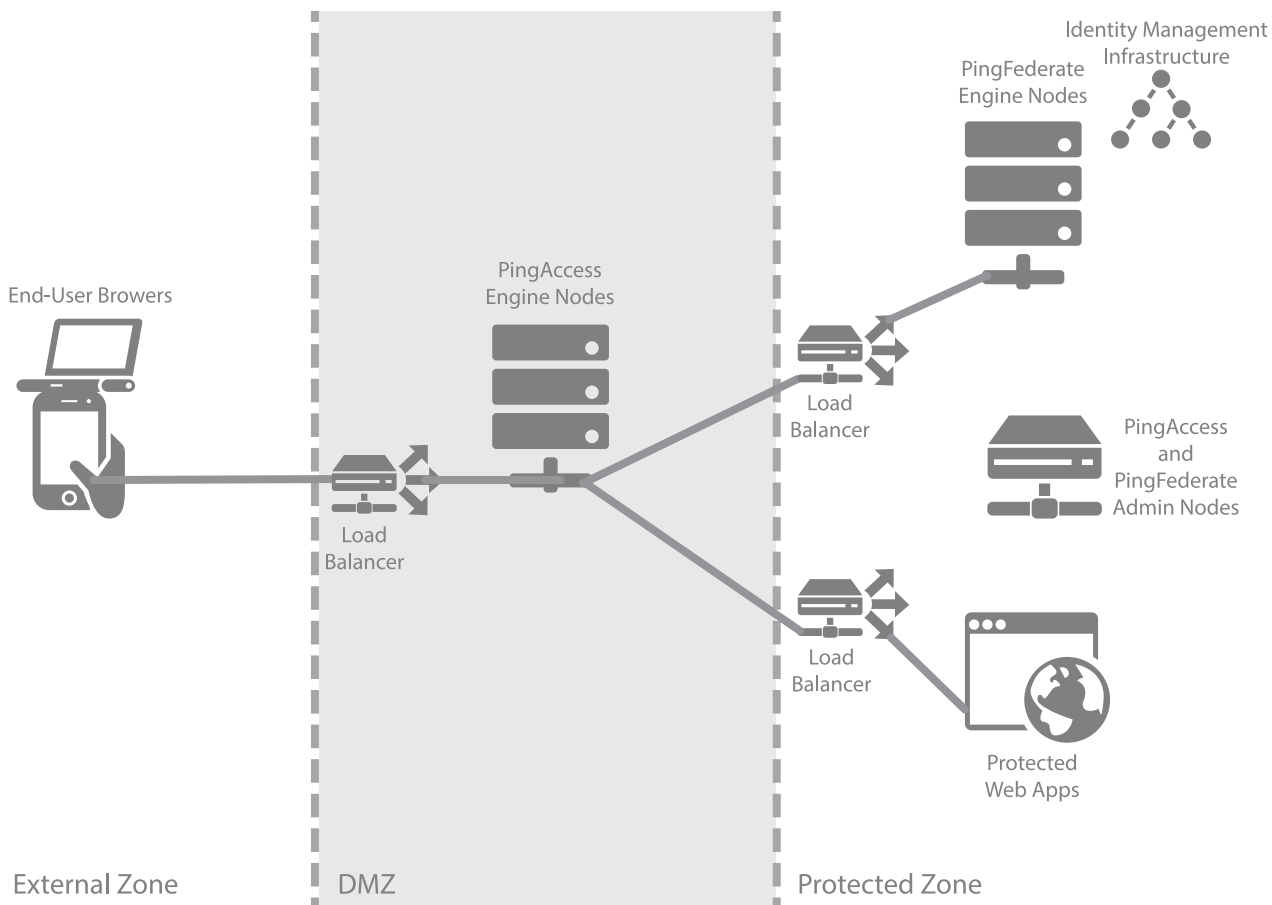 Identity Management
Infrastructure
PingFederate
Engine Nodes
PingAccess
Engine Nodes
End-User Browers
Load
Balancer
PingAccess
and
PingFederate
Admin Nodes
Load
Balancer
Load
Balancer
Protected
Web Apps
External Zone
DMZ
Protected Zone